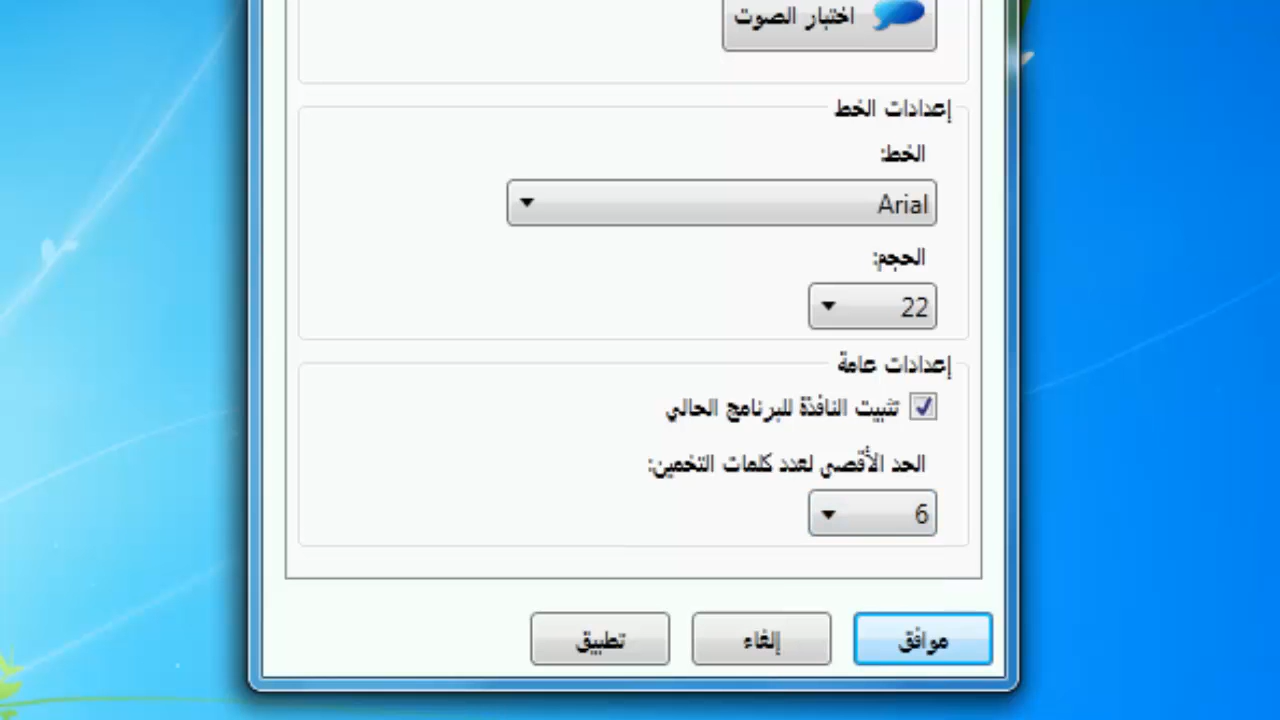 اختبار الصوت
إعدادات الخط
الخط:
Arial
الحجم:
22
إعدادات عامة
تثبيت النافذة للبرنامج الحالي
الحد الأقصى لعدد كلمات التخمين:
6
موافق
إلغاء
تطبيق